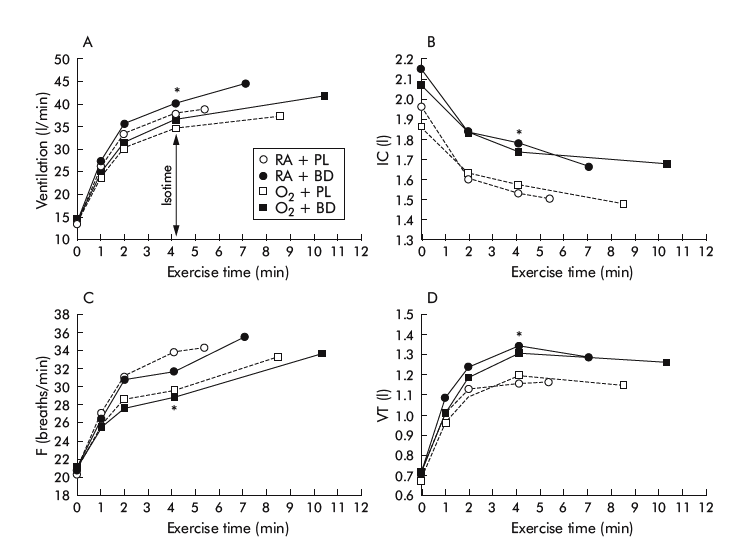 A
Ventilation (l/min)
50
45
40
35
30
25
20
15
10
*
Isotime
RA + PL
RA + BD
O₂ + PL
O₂ + BD
0 1 2 3 4 5 6 7 8 9 10 11 12
Exercise time (min)
B
IC (l)
2.2
2.1
2.0
1.9
1.8
1.7
1.6
1.5
1.4
1.3
*
0 1 2 3 4 5 6 7 8 9 10 11 12
Exercise time (min)
C
F (breaths/min)
38
36
34
32
30
28
26
24
22
20
18
*
0 1 2 3 4 5 6 7 8 9 10 11 12
Exercise time (min)
D
VT (l)
1.5
1.4
1.3
1.2
1.1
1.0
0.9
0.8
0.7
0.6
*
0 1 2 3 4 5 6 7 8 9 10 11 12
Exercise time (min)